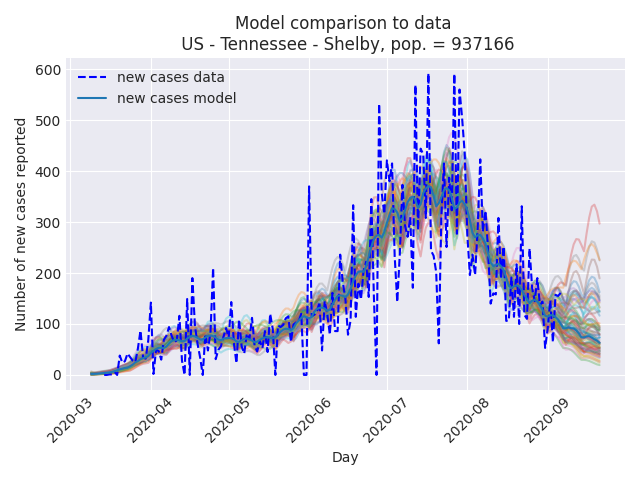 Model comparison to data
US - Tennessee - Shelby, pop. = 937166
new cases data
new cases model
Number of new cases reported
600
500
400
300
200
100
0
2020-03
2020-04
2020-05
2020-06
2020-07
2020-08
2020-09
Day